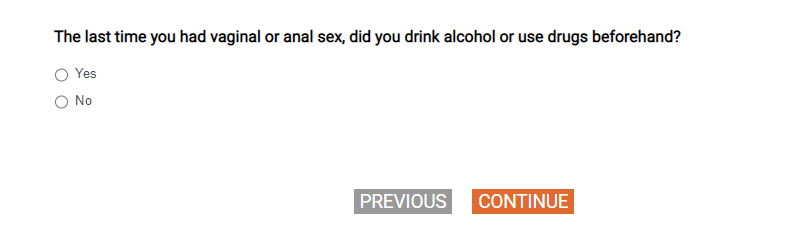 The last time you had vaginal or anal sex, did you drink alcohol or use drugs beforehand?
Yes
No
PREVIOUS CONTINUE